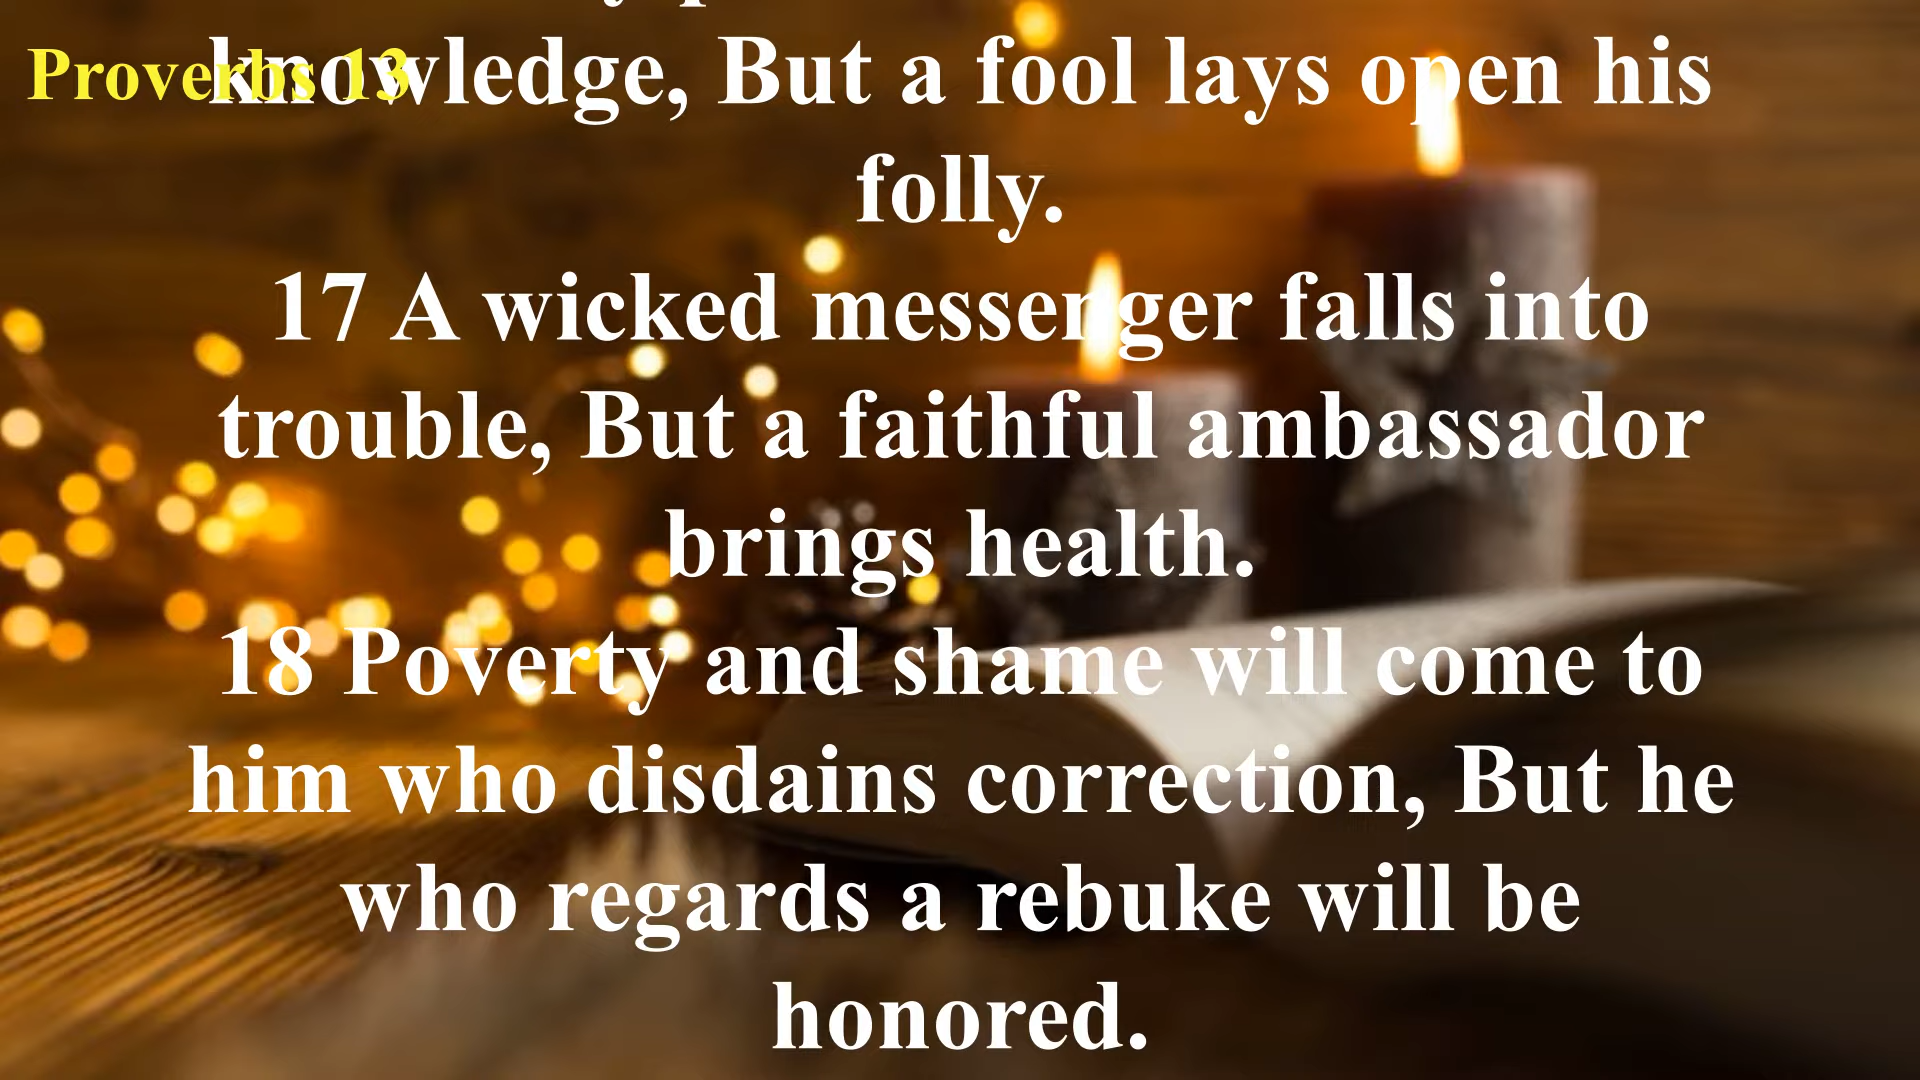 Proverbs 13
knowledge, But a fool lays open his
folly.
17 A wicked messenger falls into
trouble, But a faithful ambassador
brings health.
18 Poverty and shame will come to
him who disdains correction, But he
who regards a rebuke will be
honored.